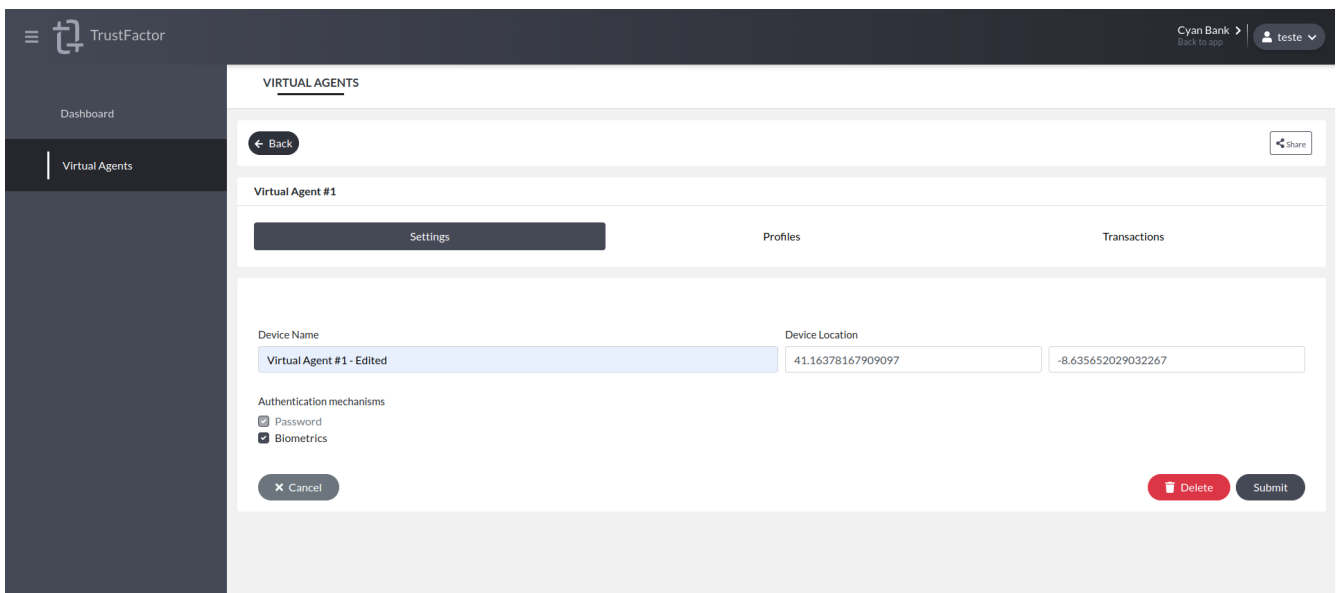 TrustFactor
Cyan Bank
Back to app
teste
Dashboard
Virtual Agents
VIRTUAL AGENTS
Back
Share
Virtual Agent #1
Settings Profiles Transactions
Device Name Device Location
Virtual Agent #1 - Edited 41.16378167909097 -8.635652029032267
Authentication mechanisms
Password
Biometrics
Cancel Delete Submit